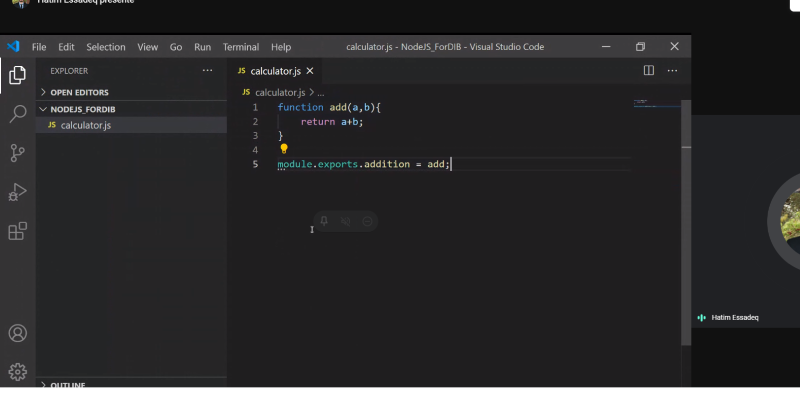 Hatim Essadeq présente
File Edit Selection View Go Run Terminal Help calculator.js - NodeJS_ForDIB - Visual Studio Code
EXPLORER
JS calculator.js
OPEN EDITORS
JS calculator.js > ...
NODEJS_FORDIB
JS calculator.js
1 function add(a,b){
2 return a+b;
3 }
4
5 module.exports.addition = add;
Hatim Essadeq
OUTLINE